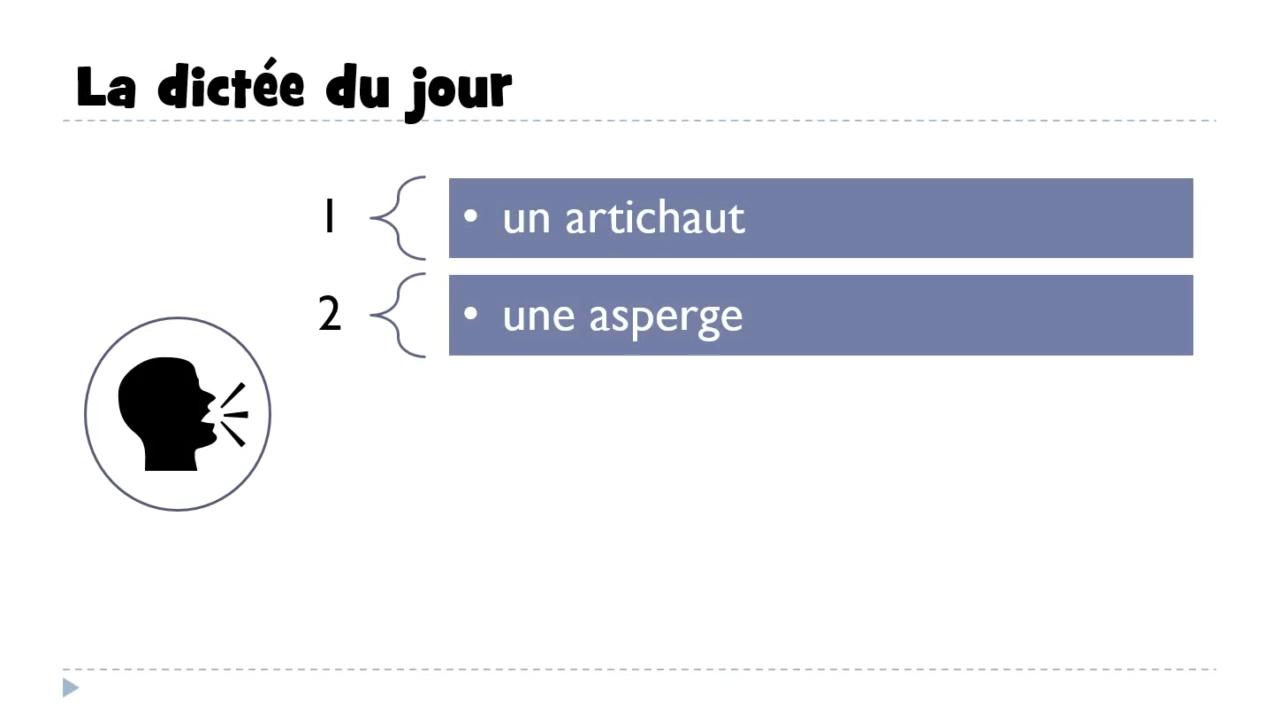 La dictée du jour
1
• un artichaut
2
• une asperge